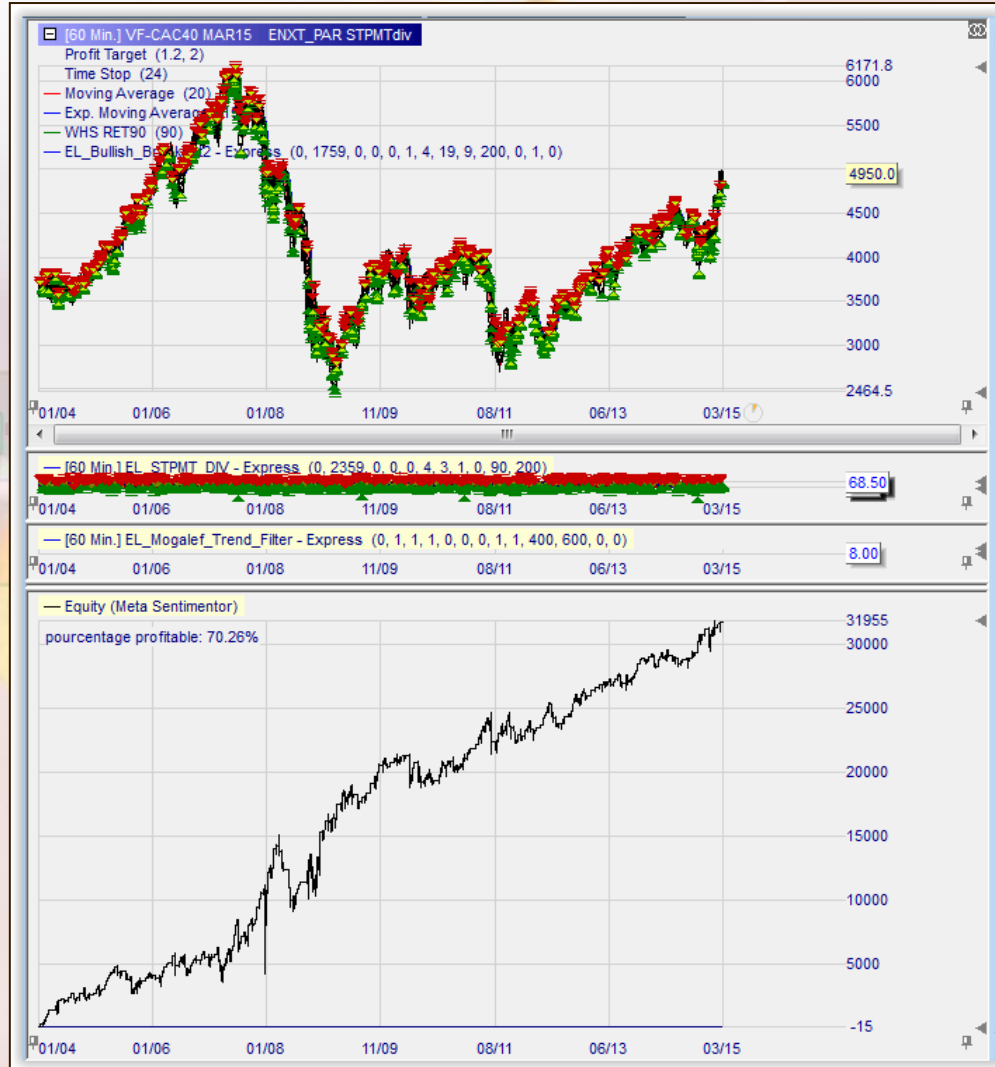 [60 Min.] VF-CAC40 MAR15 ENXT_PAR STPMTdiv
Profit Target (1.2, 2)
Time Stop (24)
Moving Average (20)
Exp. Moving Average
WHS RET90 (90)
EL_Bullish_ - Express (0, 1759, 0, 0, 0, 1, 4, 19, 9, 200, 0, 1, 0)
6171.8
6000
5500
4950.0
4500
4000
3500
3000
2464.5
01/04 01/06 01/08 11/09 08/11 06/13 03/15
[60 Min.] EL_STPMT_DIV - Express (0, 2359, 0, 0, 0, 4, 3, 1, 0, 90, 200)
68.50
01/04 01/06 01/08 11/09 08/11 06/13 03/15
[60 Min.] EL_Mogalef_Trend_Filter - Express (0, 1, 1, 1, 0, 0, 0, 1, 1, 400, 600, 0, 0)
8.00
01/04 01/06 01/08 11/09 08/11 06/13 03/15
Equity (Meta Sentimentor)
pourcentage profitable: 70.26%
31955
30000
25000
20000
15000
10000
5000
-15
01/04 01/06 01/08 11/09 08/11 06/13 03/15